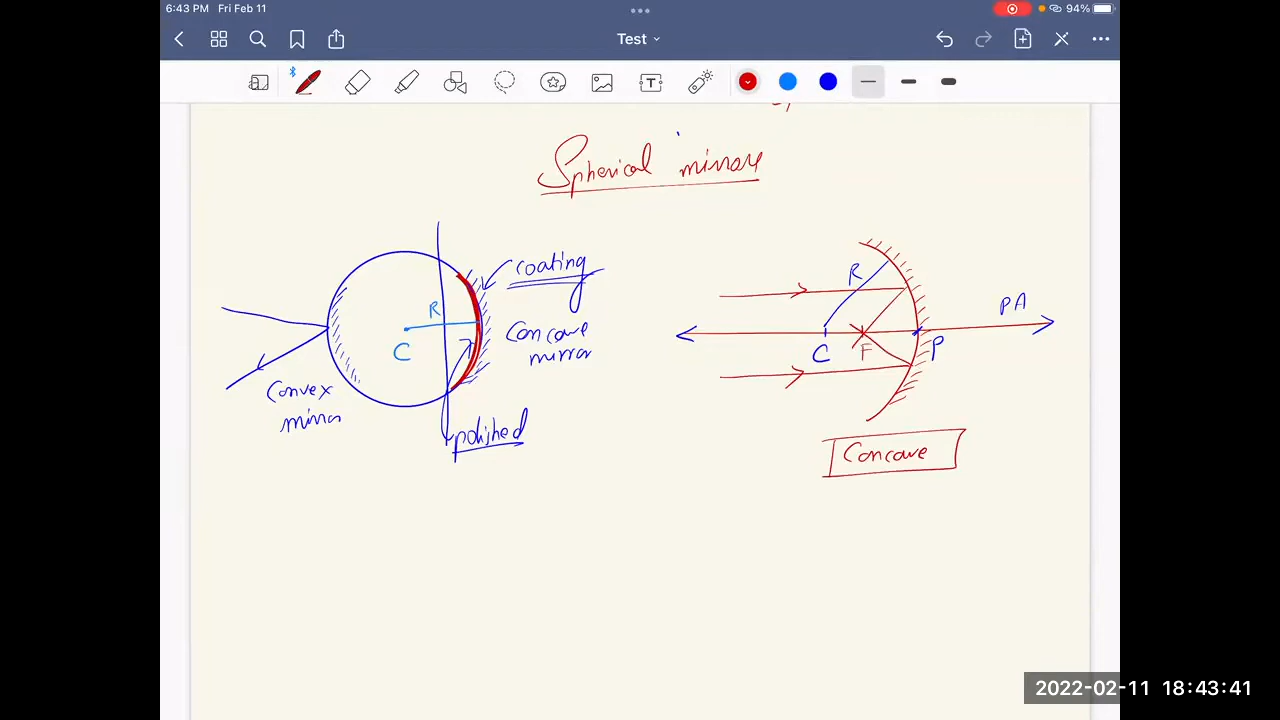 6:43 PM Fri Feb 11
94%
Test
T
Spherical mirrors
coating
R
C
Concave
mirror
Convex
mirror
polished
R
PA
C
F
P
Concave
2022-02-11 18:43:41